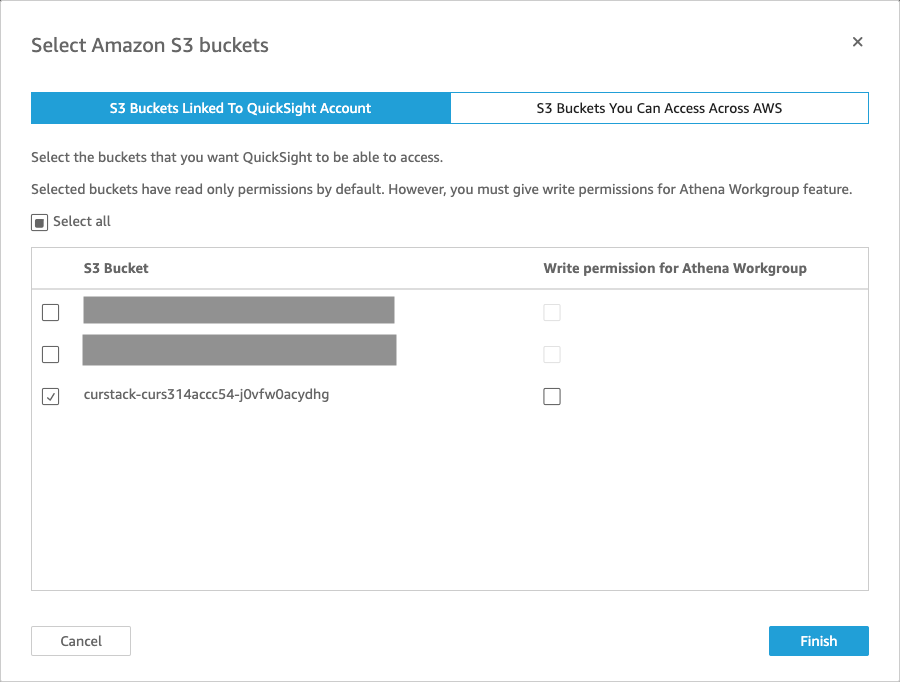 Select Amazon S3 buckets
S3 Buckets Linked To QuickSight Account
S3 Buckets You Can Access Across AWS
Select the buckets that you want QuickSight to be able to access.
Selected buckets have read only permissions by default. However, you must give write permissions for Athena Workgroup feature.
Select all
S3 Bucket
Write permission for Athena Workgroup
curstack-curs314accc54-j0vfw0acydhg
Cancel
Finish